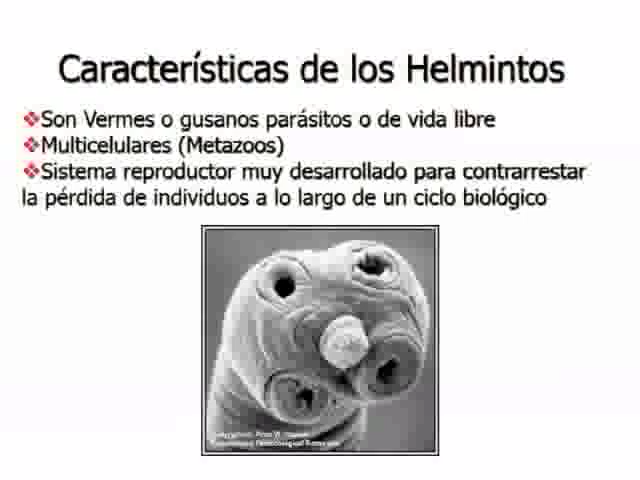 Características de los Helmintos
❖Son Vermes o gusanos parásitos o de vida libre
❖Multicelulares (Metazoos)
❖Sistema reproductor muy desarrollado para contrarrestar
la pérdida de individuos a lo largo de un ciclo biológico